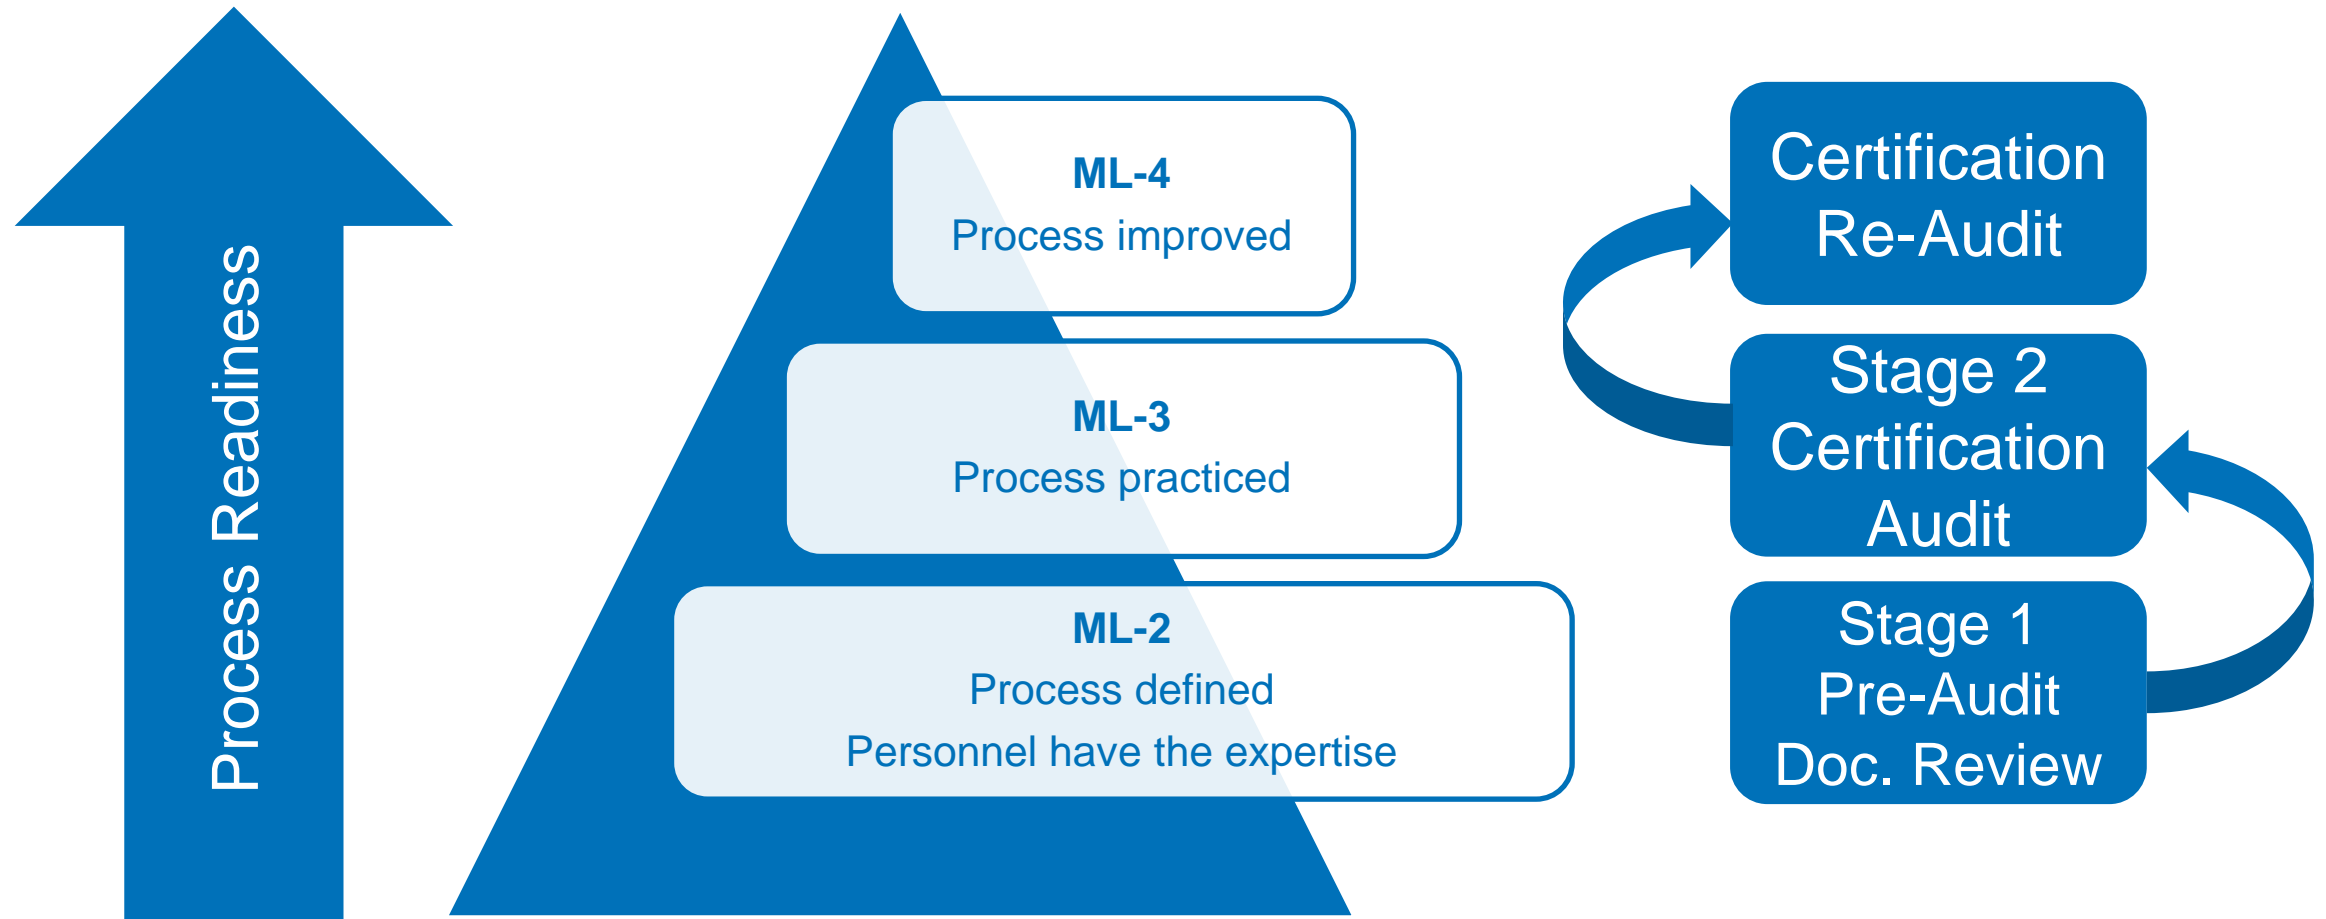 Process Readiness
ML-4
Process improved
ML-3
Process practiced
ML-2
Process defined
Personnel have the expertise
Certification
Re-Audit
Stage 2
Certification
Audit
Stage 1
Pre-Audit
Doc. Review